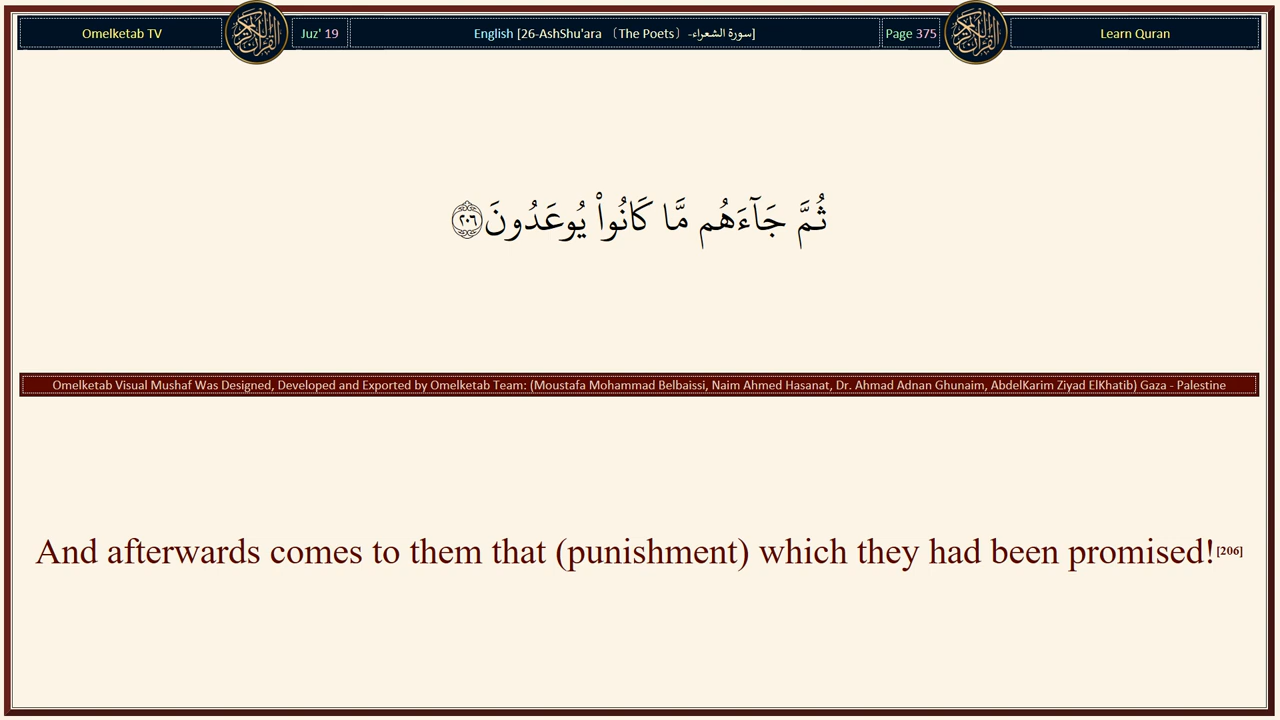 Omelketab TV
Juz' 19
English [26-AshShu'ara （The Poets）-سورة الشعراء]
Page 375
Learn Quran
ثُمَّ جَآءَهُم مَّا كَانُوا۟ يُوعَدُونَ ٢٠٦
Omelketab Visual Mushaf Was Designed, Developed and Exported by Omelketab Team: (Moustafa Mohammad Belbaissi, Naim Ahmed Hasanat, Dr. Ahmad Adnan Ghunaim, AbdelKarim Ziyad ElKhatib) Gaza - Palestine
And afterwards comes to them that (punishment) which they had been promised![206]